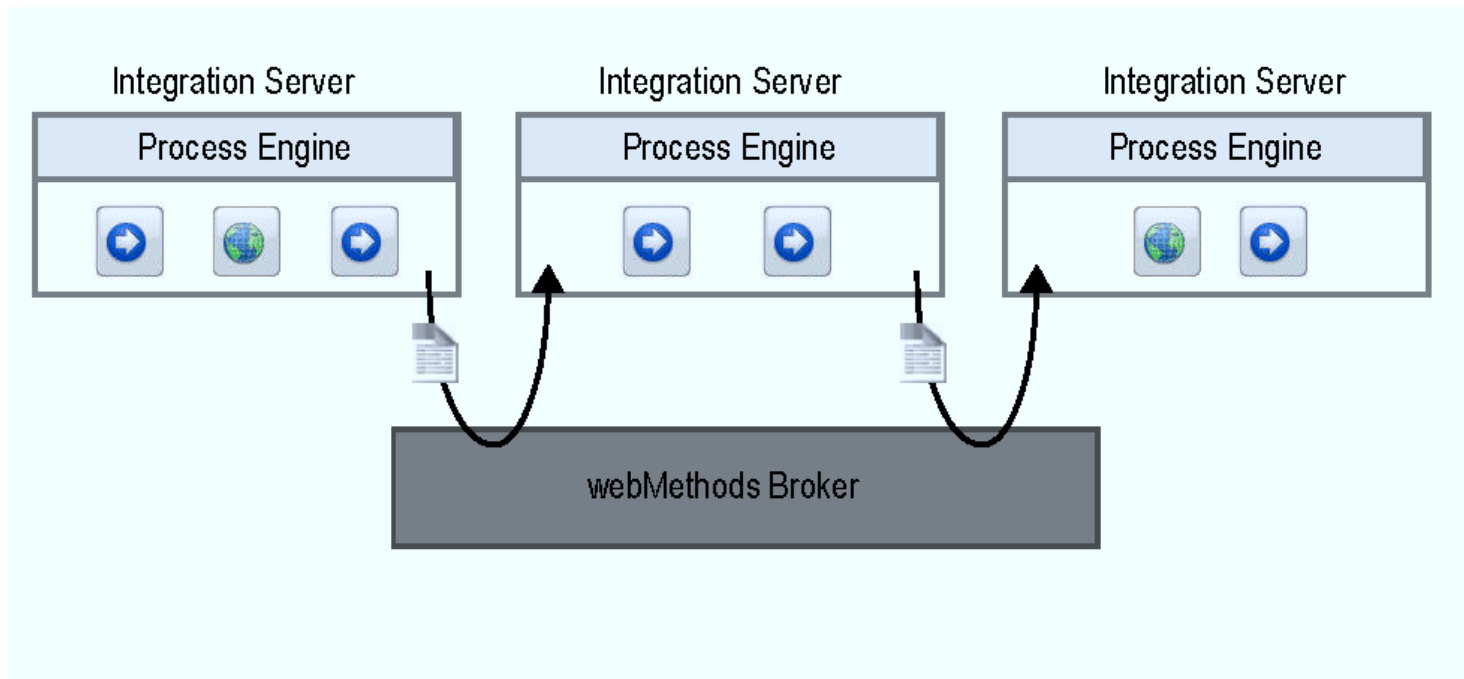 Integration Server
Integration Server
Integration Server
Process Engine
Process Engine
Process Engine
webMethods Broker